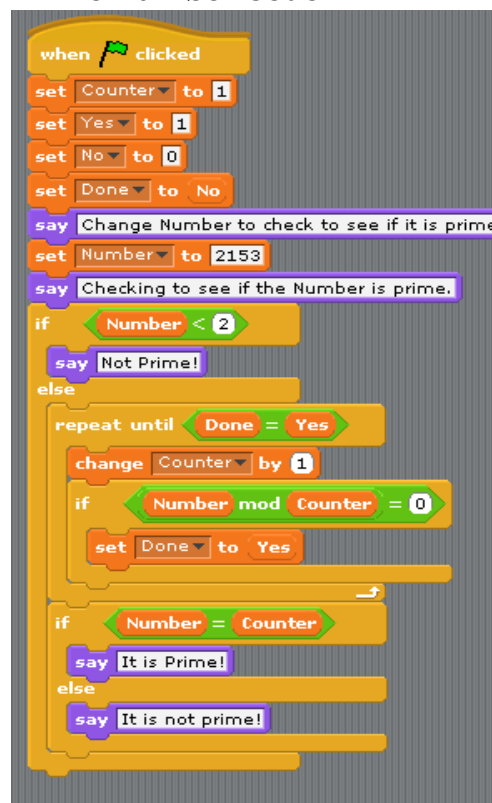 when clicked
set Counter to 1
set Yes to 1
set No to 0
set Done to No
say Change Number to check to see if it is prime
set Number to 2153
say Checking to see if the Number is prime.
if Number < 2
say Not Prime!
else
repeat until Done = Yes
change Counter by 1
if Number mod Counter = 0
set Done to Yes
if Number = Counter
say It is Prime!
else
say It is not prime!